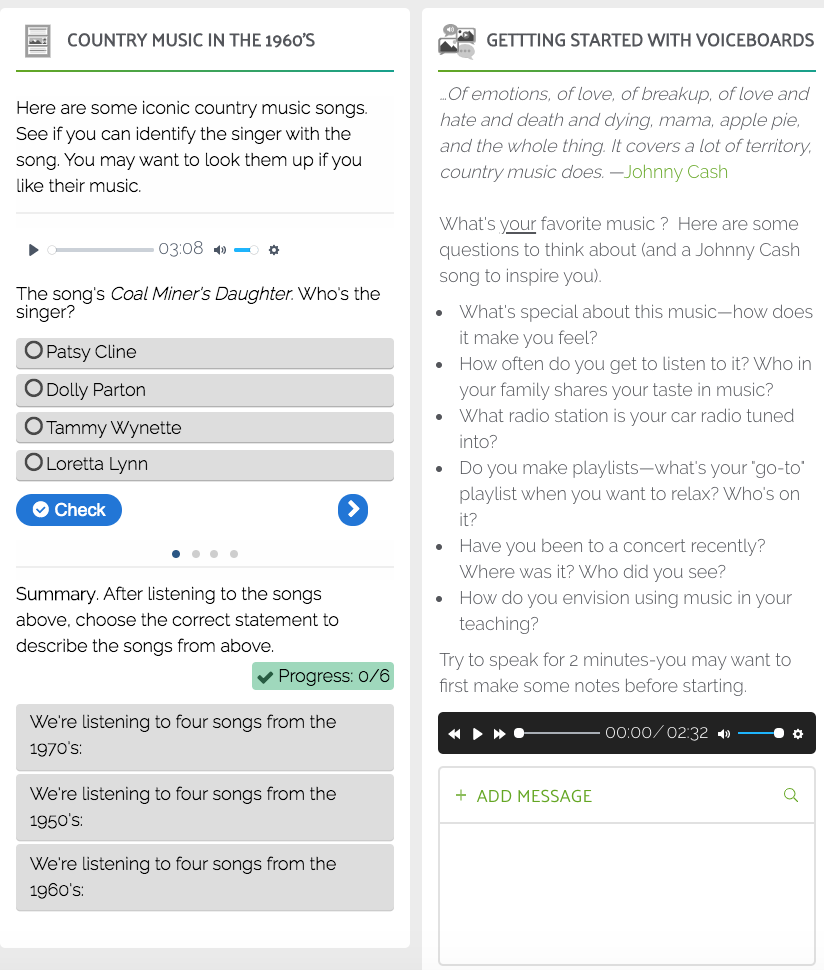 COUNTRY MUSIC IN THE 1960'S
Here are some iconic country music songs.
See if you can identify the singer with the
song. You may want to look them up if you
like their music.
03:08
The song's Coal Miner's Daughter. Who's the
singer?
Patsy Cline
Dolly Parton
Tammy Wynette
Loretta Lynn
Check
Summary. After listening to the songs
above, choose the correct statement to
describe the songs from above.
Progress: 0/6
We're listening to four songs from the
1970's:
We're listening to four songs from the
1950's:
We're listening to four songs from the
1960's:
GETTTING STARTED WITH VOICEBOARDS
...Of emotions, of love, of breakup, of love and
hate and death and dying, mama, apple pie,
and the whole thing. It covers a lot of territory,
country music does. —Johnny Cash
What's your favorite music ? Here are some
questions to think about (and a Johnny Cash
song to inspire you).
• What's special about this music—how does
it make you feel?
• How often do you get to listen to it? Who in
your family shares your taste in music?
• What radio station is your car radio tuned
into?
• Do you make playlists—what's your "go-to"
playlist when you want to relax? Who's on
it?
• Have you been to a concert recently?
Where was it? Who did you see?
• How do you envision using music in your
teaching?
Try to speak for 2 minutes-you may want to
first make some notes before starting.
00:00/02:32
+ ADD MESSAGE